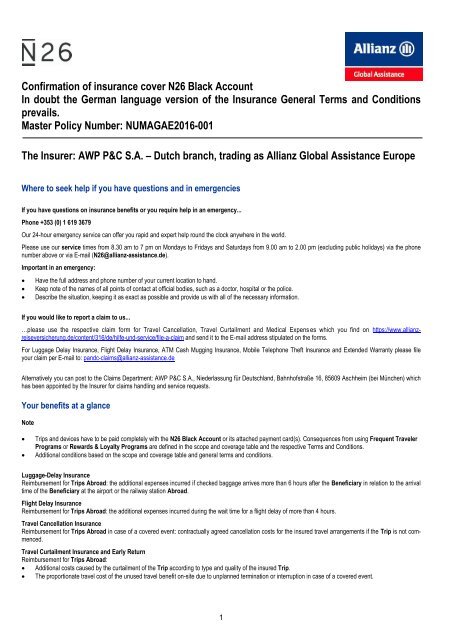 N26
Allianz
Global Assistance
Confirmation of insurance cover N26 Black Account
In doubt the German language version of the Insurance General Terms and Conditions
prevails.
Master Policy Number: NUMAGAE2016-001
The Insurer: AWP P&C S.A. – Dutch branch, trading as Allianz Global Assistance Europe
Where to seek help if you have questions and in emergencies
If you have questions on insurance benefits or you require help in an emergency...
Phone +353 (0) 1 619 3679
Our 24-hour emergency service can offer you rapid and expert help round the clock anywhere in the world.
Please use our service times from 8.30 am to 7 pm on Mondays to Fridays and Saturdays from 9.00 am to 2.00 pm (excluding public holidays) via the phone
number above or via E-mail (N26@allianz-assistance.de).
Important in an emergency:
• Have the full address and phone number of your current location to hand.
• Keep note of the names of all points of contact at official bodies, such as a doctor, hospital or the police.
• Describe the situation, keeping it as exact as possible and provide us with all of the necessary information.
If you would like to report a claim to us...
…please use the respective claim form for Travel Cancellation, Travel Curtailment and Medical Expenses which you find on https://www.allianz-
reiseversicherung.de/content/316/de/hilfe-und-service/file-a-claim and send it to the E-mail address stipulated on the forms.
For Luggage Delay Insurance, Flight Delay Insurance, ATM Cash Mugging Insurance, Mobile Telephone Theft Insurance and Extended Warranty please file
your claim per E-mail to: pando-claims@allianz-assistance.de
Alternatively you can post to the Claims Department: AWP P&C S.A., Niederlassung für Deutschland, Bahnhofstraße 16, 85609 Aschheim (bei München) which
has been appointed by the Insurer for claims handling and service requests.
Your benefits at a glance
Note
• Trips and devices have to be paid completely with the N26 Black Account or its attached payment card(s). Consequences from using Frequent Traveler
Programs or Rewards & Loyalty Programs are defined in the scope and coverage table and the respective Terms and Conditions.
• Additional conditions based on the scope and coverage table and general terms and conditions.
Luggage-Delay Insurance
Reimbursement for Trips Abroad: the additional expenses incurred if checked baggage arrives more than 6 hours after the Beneficiary in relation to the arrival
time of the Beneficiary at the airport or the railway station Abroad.
Flight Delay Insurance
Reimbursement for Trips Abroad: the additional expenses incurred during the wait time for a flight delay of more than 4 hours.
Travel Cancellation Insurance
Reimbursement for Trips Abroad in case of a covered event: contractually agreed cancellation costs for the insured travel arrangements if the Trip is not com-
menced.
Travel Curtailment Insurance and Early Return
Reimbursement for Trips Abroad:
• Additional costs caused by the curtailment of the Trip according to type and quality of the insured Trip.
• The proportionate travel cost of the unused travel benefit on-site due to unplanned termination or interruption in case of a covered event.
1